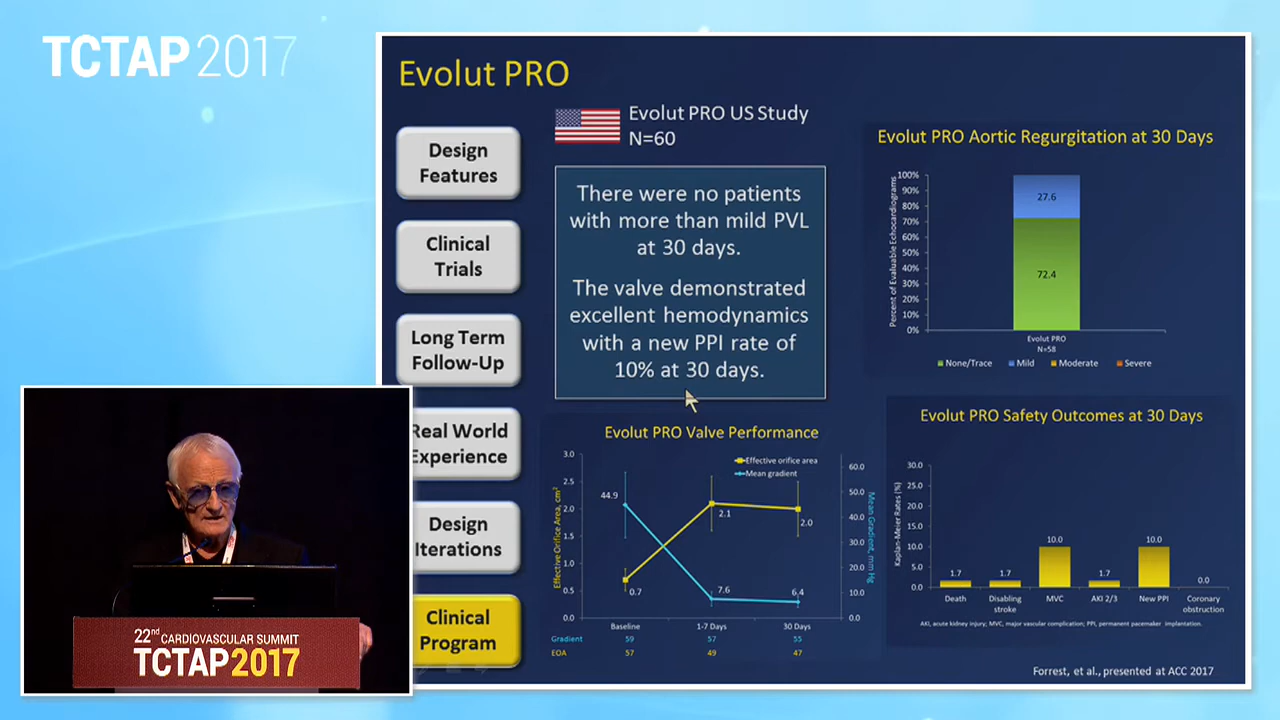 TCTAP 2017
Evolut PRO
Design
Features
Clinical
Trials
Long Term
Follow-Up
Real World
Experience
Design
Iterations
Clinical
Program
Evolut PRO US Study
N=60
There were no patients
with more than mild PVL
at 30 days.
The valve demonstrated
excellent hemodynamics
with a new PPI rate of
10% at 30 days.
Evolut PRO Aortic Regurgitation at 30 Days
Percent of Evaluable Echocardiograms
100%
90%
80%
70%
60%
50%
40%
30%
20%
10%
0%
27.6
72.4
Evolut PRO
N=58
None/Trace Mild Moderate Severe
Evolut PRO Valve Performance
Effective orifice area
Mean gradient
Effective Orifice Area, cm²
3.0
2.5
2.0
1.5
1.0
0.5
0.0
44.9
0.7
2.1
7.6
2.0
6.4
60.0
50.0
40.0
30.0
20.0
10.0
0.0
Mean Gradient, mm Hg
Baseline 1-7 Days 30 Days
Gradient 59 57 55
EOA 57 49 47
Evolut PRO Safety Outcomes at 30 Days
Kaplan-Meier Rates (%)
30.0
25.0
20.0
15.0
10.0
5.0
0.0
1.7 1.7 10.0 1.7 10.0 0.0
Death Disabling stroke MVC AKI 2/3 New PPI Coronary obstruction
AKI, acute kidney injury; MVC, major vascular complication; PPI, permanent pacemaker implantation.
Forrest, et al., presented at ACC 2017
22nd CARDIOVASCULAR SUMMIT
TCTAP2017